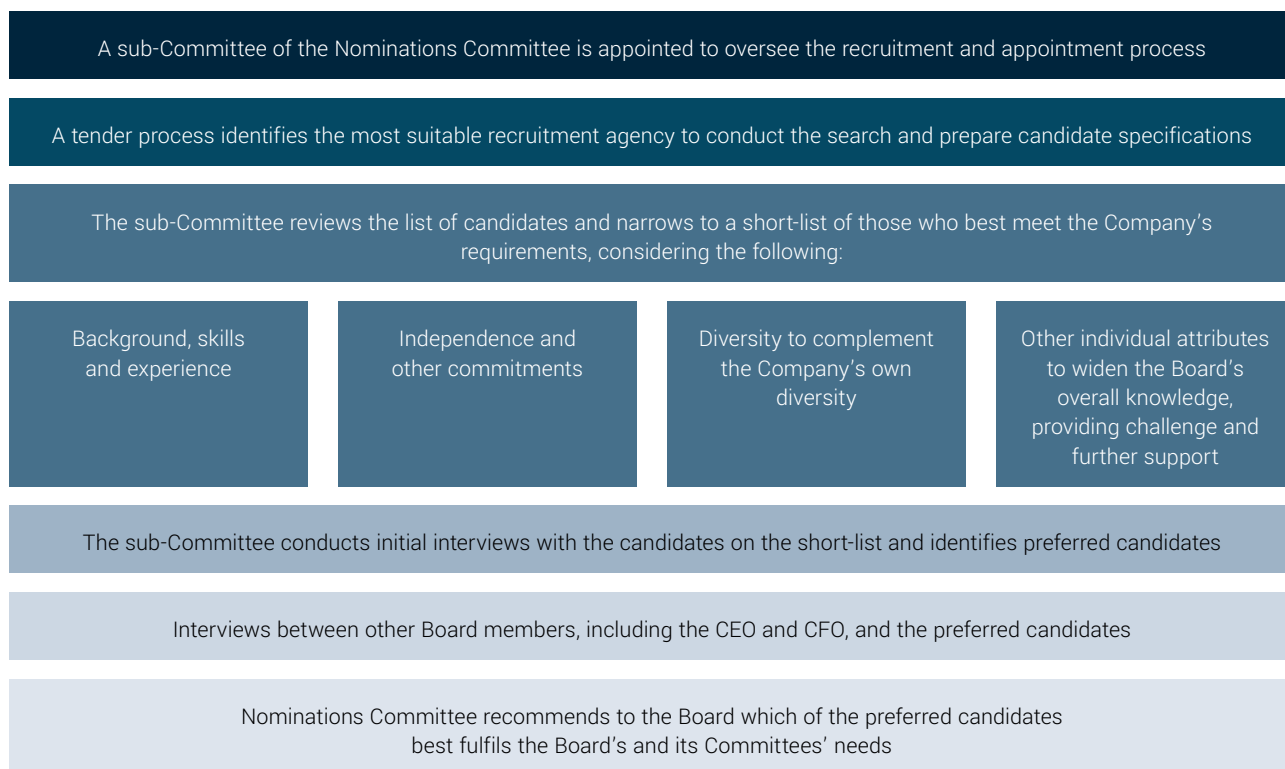 A sub-Committee of the Nominations Committee is appointed to oversee the recruitment and appointment process
A tender process identifies the most suitable recruitment agency to conduct the search and prepare candidate specifications
The sub-Committee reviews the list of candidates and narrows to a short-list of those who best meet the Company's
requirements, considering the following:
Background, skills
and experience
Independence and
other commitments
Diversity to complement
the Company's own
diversity
Other individual attributes
to widen the Board's
overall knowledge,
providing challenge and
further support
The sub-Committee conducts initial interviews with the candidates on the short-list and identifies preferred candidates
Interviews between other Board members, including the CEO and CFO, and the preferred candidates
Nominations Committee recommends to the Board which of the preferred candidates
best fulfils the Board's and its Committees' needs